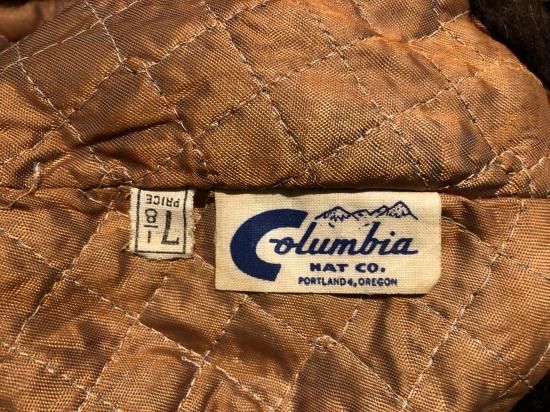 7 1/8
PRICE
Columbia
HAT CO.
PORTLAND 4, OREGON